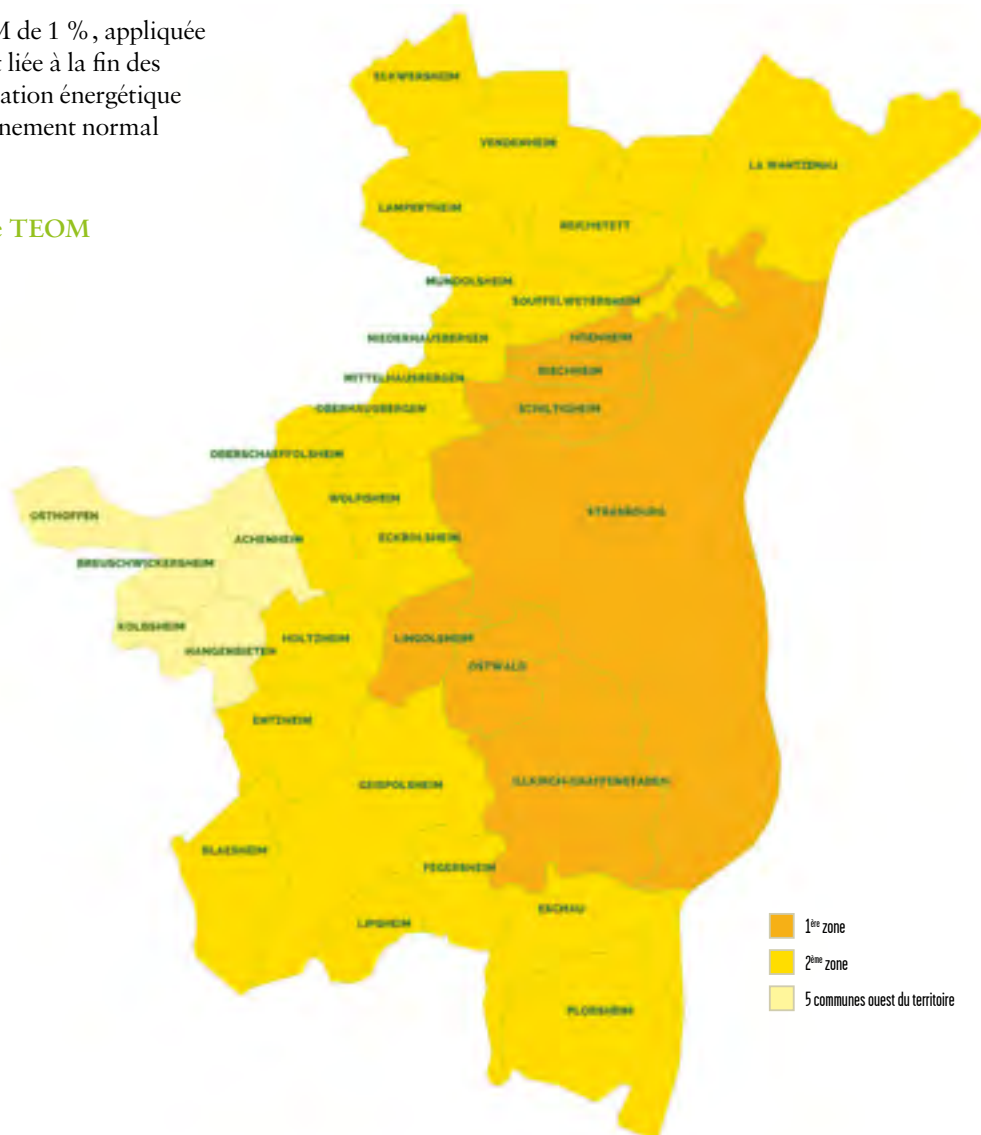 M de 1 %, appliquée
t liée à la fin des
ation énergétique
nement normal
TEOM
ECKWERSHEIM
VENDENHEIM
LA WANTZENAU
LAMPERTHEIM
REICHSTETT
MUNDOLSHEIM
SOUFFELWEYERSHEIM
NIEDERHAUSBERGEN
HOENHEIM
BISCHHEIM
MITTELHAUSBERGEN
OBERHAUSBERGEN
SCHILTIGHEIM
OBERSCHAEFFOLSHEIM
WOLFISHEIM
OSTHOFFEN
STRASBOURG
ACHENHEIM
ECKBOLSHEIM
BREUSCHWICKERSHEIM
KOLBSHEIM
HOLTZHEIM
LINGOLSHEIM
HANGENBIETEN
OSTWALD
ENTZHEIM
GEISPOLSHEIM
ILLKIRCH-GRAFFENSTADEN
BLAESHEIM
FEGERSHEIM
ESCHAU
LIPSHEIM
1ère zone
2ème zone
5 communes ouest du territoire
PLOBSHEIM